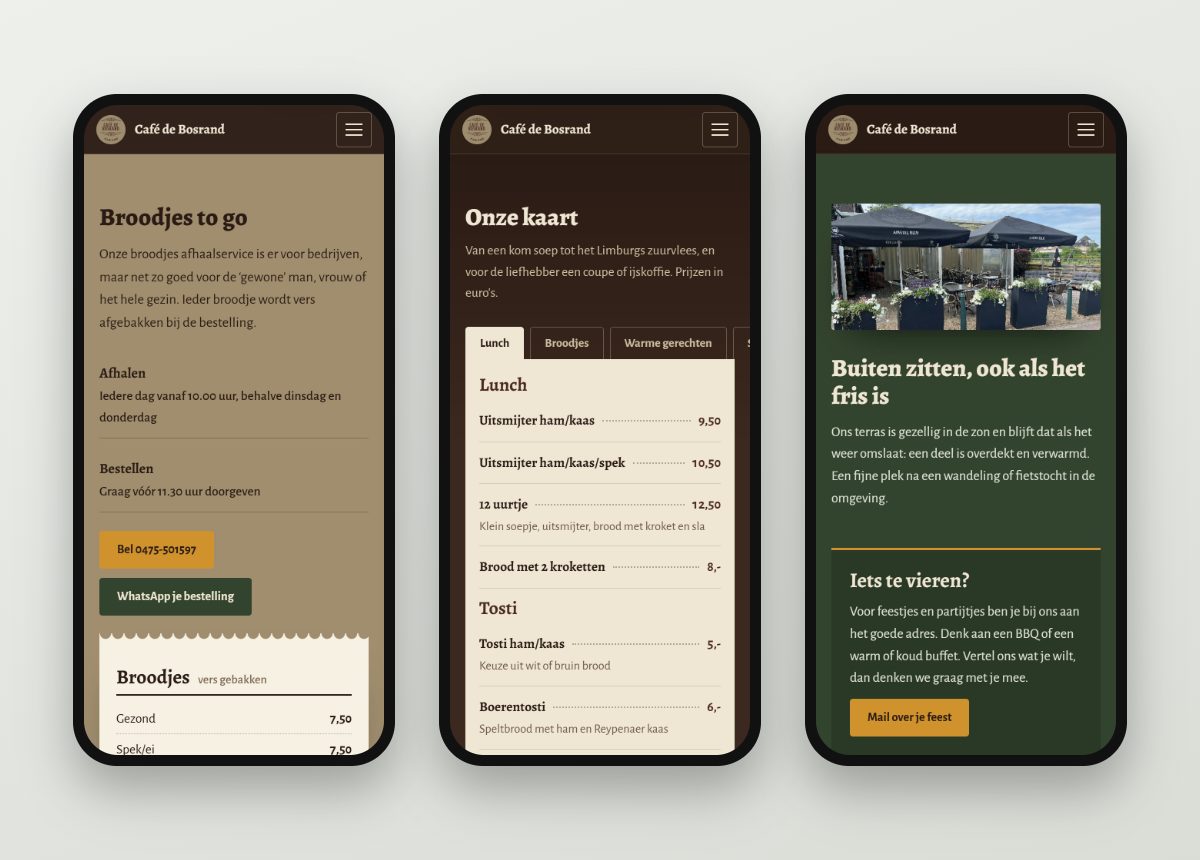 Café de Bosrand
Broodjes to go
Onze broodjes afhaalservice is er voor bedrijven,
maar net zo goed voor de ‘gewone’ man, vrouw of
het hele gezin. Ieder broodje wordt vers
afgebakken bij de bestelling.
Afhalen
Iedere dag vanaf 10.00 uur, behalve dinsdag en
donderdag
Bestellen
Graag vóór 11.30 uur doorgeven
Bel 0475-501597
WhatsApp je bestelling
Broodjes vers gebakken
Gezond 7,50
Spek/ei 7,50
Café de Bosrand
Onze kaart
Van een kom soep tot het Limburgs zuurvlees, en
voor de liefhebber een coupe of ijskoffie. Prijzen in
euro's.
Lunch Broodjes Warme gerechten
Lunch
Uitsmijter ham/kaas 9,50
Uitsmijter ham/kaas/spek 10,50
12 uurtje 12,50
Klein soepje, uitsmijter, brood met kroket en sla
Brood met 2 kroketten 8,-
Tosti
Tosti ham/kaas 5,-
Keuze uit wit of bruin brood
Boerentosti 6,-
Speltbrood met ham en Reypenaer kaas
Café de Bosrand
Buiten zitten, ook als het
fris is
Ons terras is gezellig in de zon en blijft dat als het
weer omslaat: een deel is overdekt en verwarmd.
Een fijne plek na een wandeling of fietstocht in de
omgeving.
Iets te vieren?
Voor feestjes en partijtjes ben je bij ons aan
het goede adres. Denk aan een BBQ of een
warm of koud buffet. Vertel ons wat je wilt,
dan denken we graag met je mee.
Mail over je feest